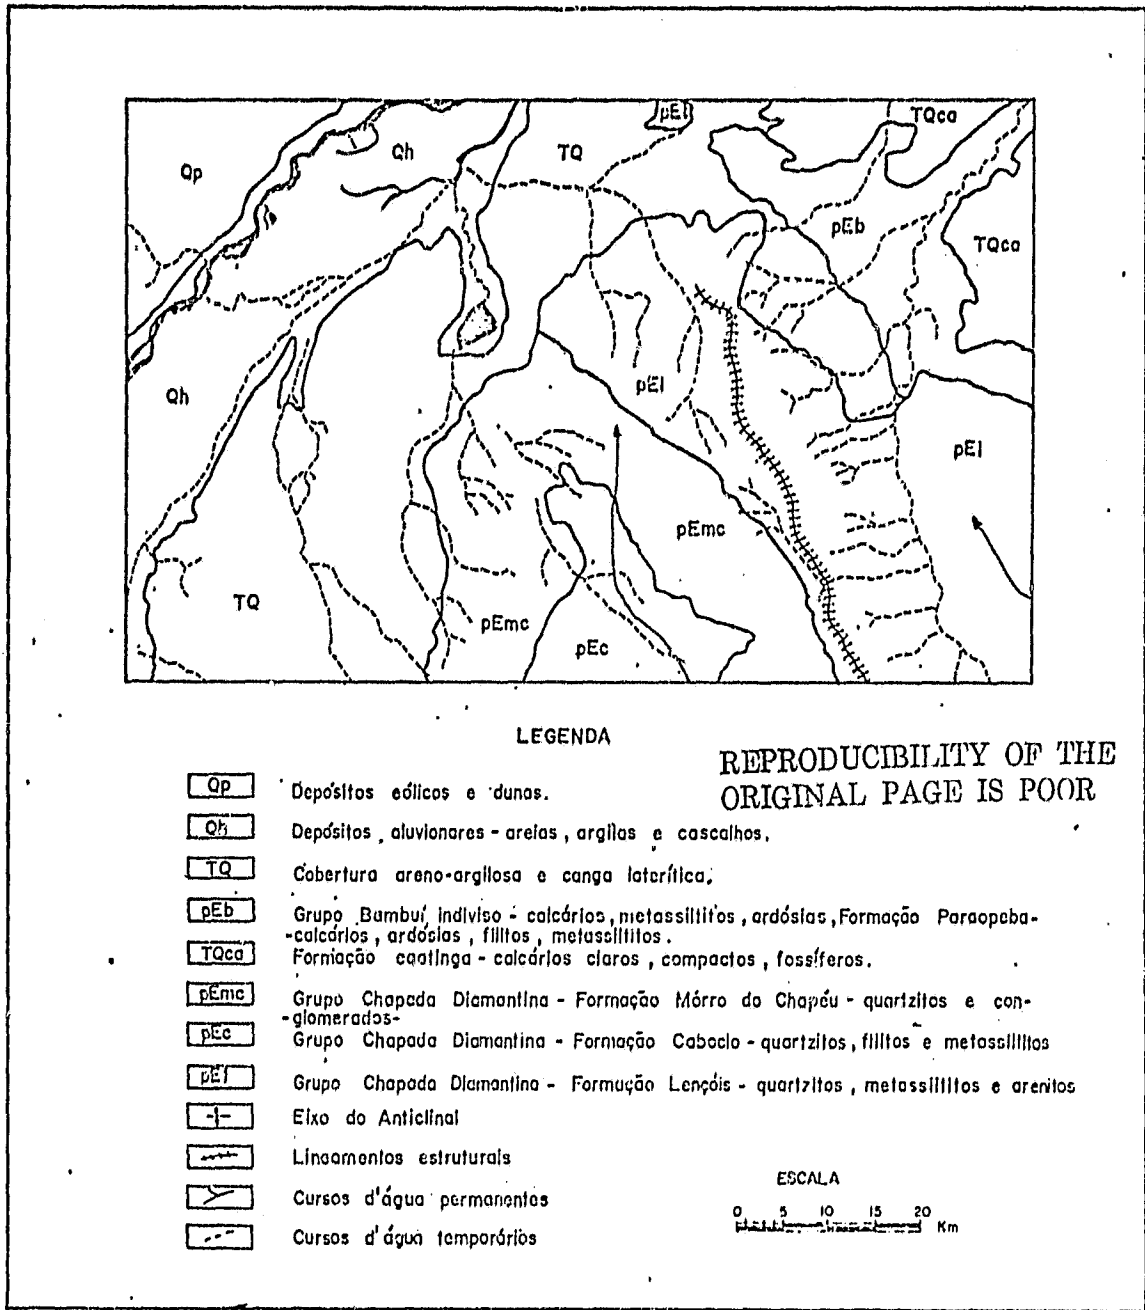 pEl
TQca
Qh
TQ
Qp
pEb
TQca
Qh
pEl
pEl
pEmc
TQ
pEmc
pEc
LEGENDA
REPRODUCIBILITY OF THE
ORIGINAL PAGE IS POOR
Qp Depósitos eólicos e dunas.
Qh Depósitos, aluvionares - areias, argilas e cascalhos.
TQ Cobertura areno-argilosa e canga laterítica.
pEb Grupo Bambuí indiviso - calcários, metassiltitos, ardósias, Formação Paraopeba-
-calcários, ardósias, filitos, metassiltitos.
TQca Formação caatinga - calcários claros, compactos, fossíferos.
pEmc Grupo Chapada Diamantina - Formação Mórro do Chapéu - quartzitos e con-
-glomerados-
pEc Grupo Chapada Diamantina - Formação Caboclo - quartzitos, filitos e metassiltitos
pEl Grupo Chapada Diamantina - Formação Lençóis - quartzitos, metassiltitos e arenitos
Eixo do Anticlinal
Lineamentos estruturais
Cursos d'água permanentes
Cursos d'água temporários
ESCALA
0 5 10 15 20
Km